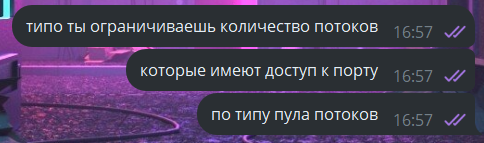 типо ты ограничиваешь количество потоков 16:57
которые имеют доступ к порту 16:57
по типу пула потоков 16:57